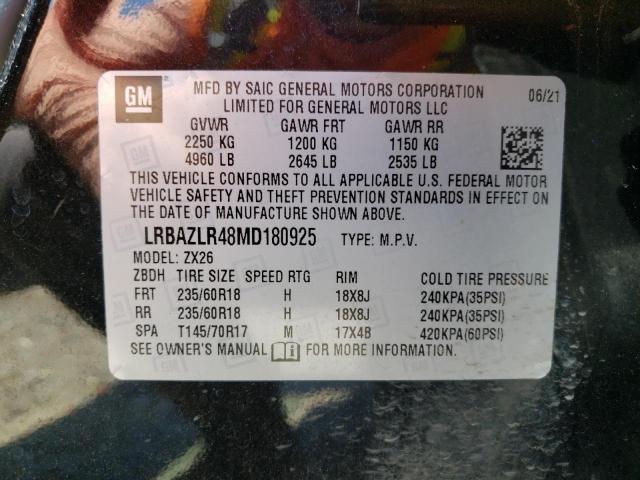 GM
MFD BY SAIC GENERAL MOTORS CORPORATION
LIMITED FOR GENERAL MOTORS LLC
06/21
GVWR GAWR FRT GAWR RR
2250 KG 1200 KG 1150 KG
4960 LB 2645 LB 2535 LB
THIS VEHICLE CONFORMS TO ALL APPLICABLE U.S. FEDERAL MOTOR
VEHICLE SAFETY AND THEFT PREVENTION STANDARDS IN EFFECT ON
THE DATE OF MANUFACTURING SHOWN ABOVE.
LRBAZLR48MD180925 TYPE: M.P.V.
MODEL: ZX26
ZBDH TIRE SIZE SPEED RTG RIM COLD TIRE PRESSURE
FRT 235/60R18 H 18X8J 240KPA(35PSI)
RR 235/60R18 H 18X8J 240KPA(35PSI)
SPA T145/70R17 M 17X4B 420KPA(60PSI)
SEE OWNER'S MANUAL FOR MORE INFORMATION.